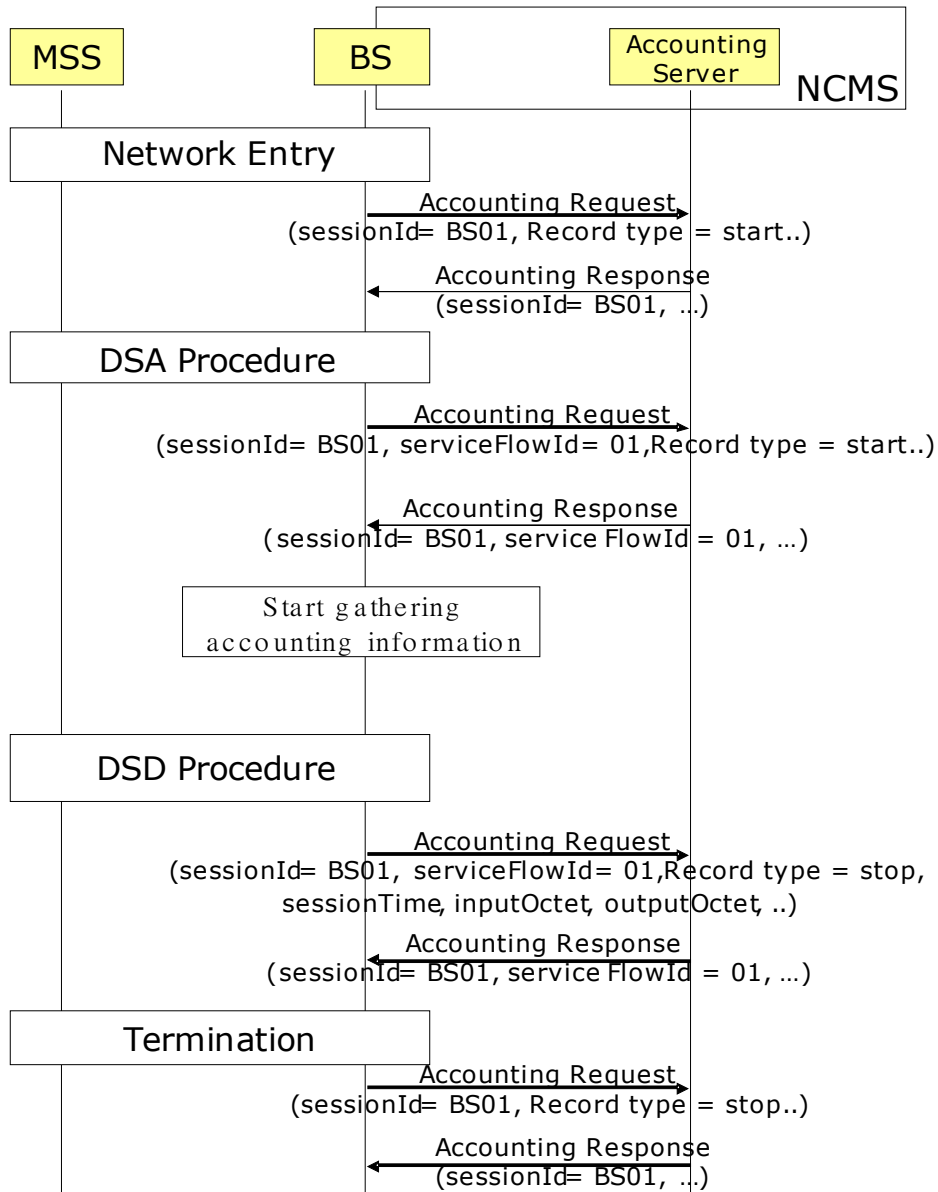 MSS
BS
Accounting
Server
NCMS
Network Entry
Accounting Request
(sessionId= BS01, Record type = start..)
Accounting Response
(sessionId= BS01, …)
DSA Procedure
Accounting Request
(sessionId= BS01, serviceFlowId= 01,Record type = start..)
Accounting Response
(sessionId= BS01, service FlowId = 01, …)
Start gathering
accounting information
DSD Procedure
Accounting Request
(sessionId= BS01, serviceFlowId= 01,Record type = stop,
sessionTime, inputOctet, outputOctet, ..)
Accounting Response
(sessionId= BS01, service FlowId = 01, …)
Termination
Accounting Request
(sessionId= BS01, Record type = stop..)
Accounting Response
(sessionId= BS01, …)